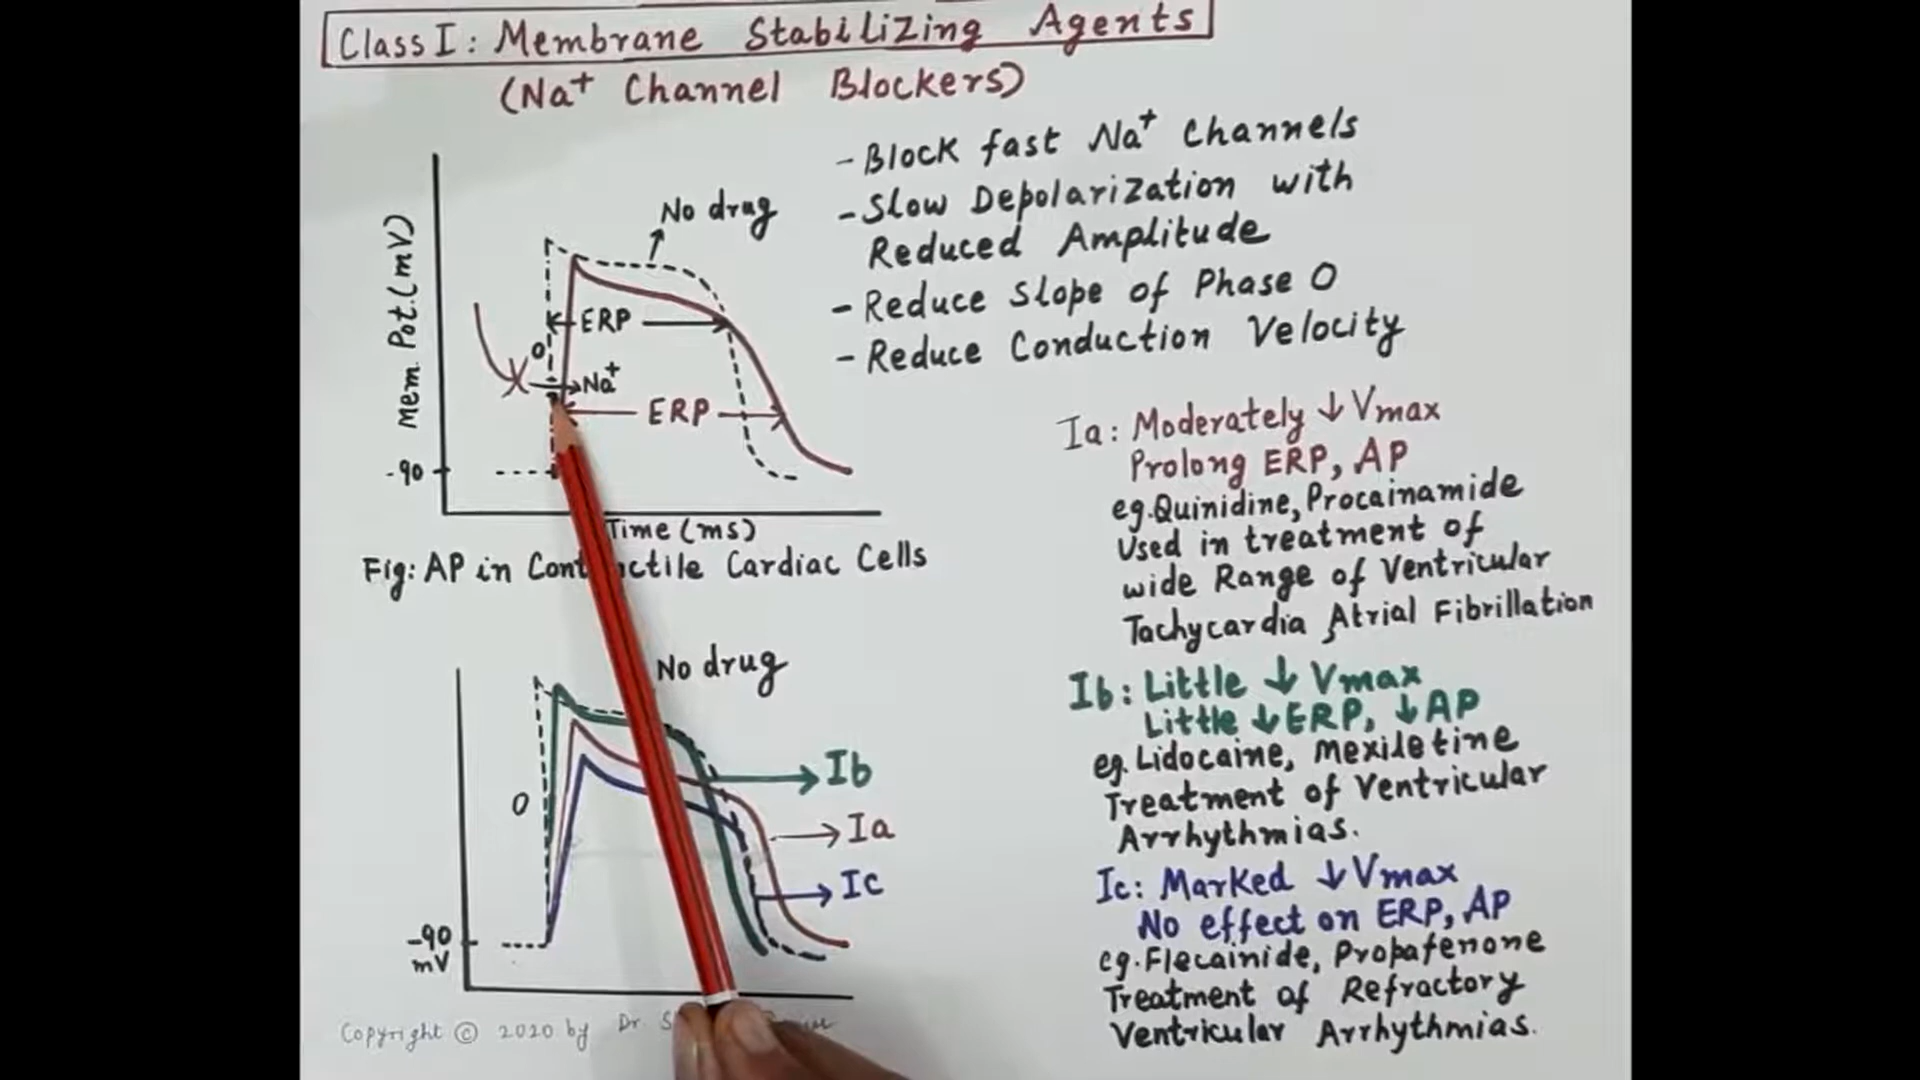 Class I: Membrane Stabilizing Agents
(Na+ Channel Blockers)
- Block fast Na+ Channels
- Slow Depolarization with
Reduced Amplitude
- Reduce Slope of Phase 0
- Reduce Conduction Velocity
No drug
Mem. Pot. (mV)
ERP
0
Na+
ERP
-90
Time (ms)
Fig: AP in Cont ctile Cardiac Cells
Ia: Moderately ↓ Vmax
Prolong ERP, AP
eg. Quinidine, Procainamide
Used in treatment of
wide Range of Ventricular
Tachycardia, Atrial Fibrillation
No drug
Ib
Ia
Ic
0
-90
mV
Ib: Little ↓ Vmax
Little ↓ ERP, ↓ AP
eg. Lidocaine, Mexiletine
Treatment of Ventricular
Arrhythmias.
Ic: Marked ↓ Vmax
No effect on ERP, AP
eg. Flecainide, Propafenone
Treatment of Refractory
Ventricular Arrhythmias.
Copyright © 2020 by Dr